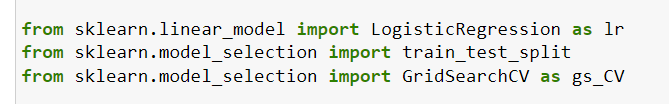 from sklearn.linear_model import LogisticRegression as lr
from sklearn.model_selection import train_test_split
from sklearn.model_selection import GridSearchCV as gs_CV